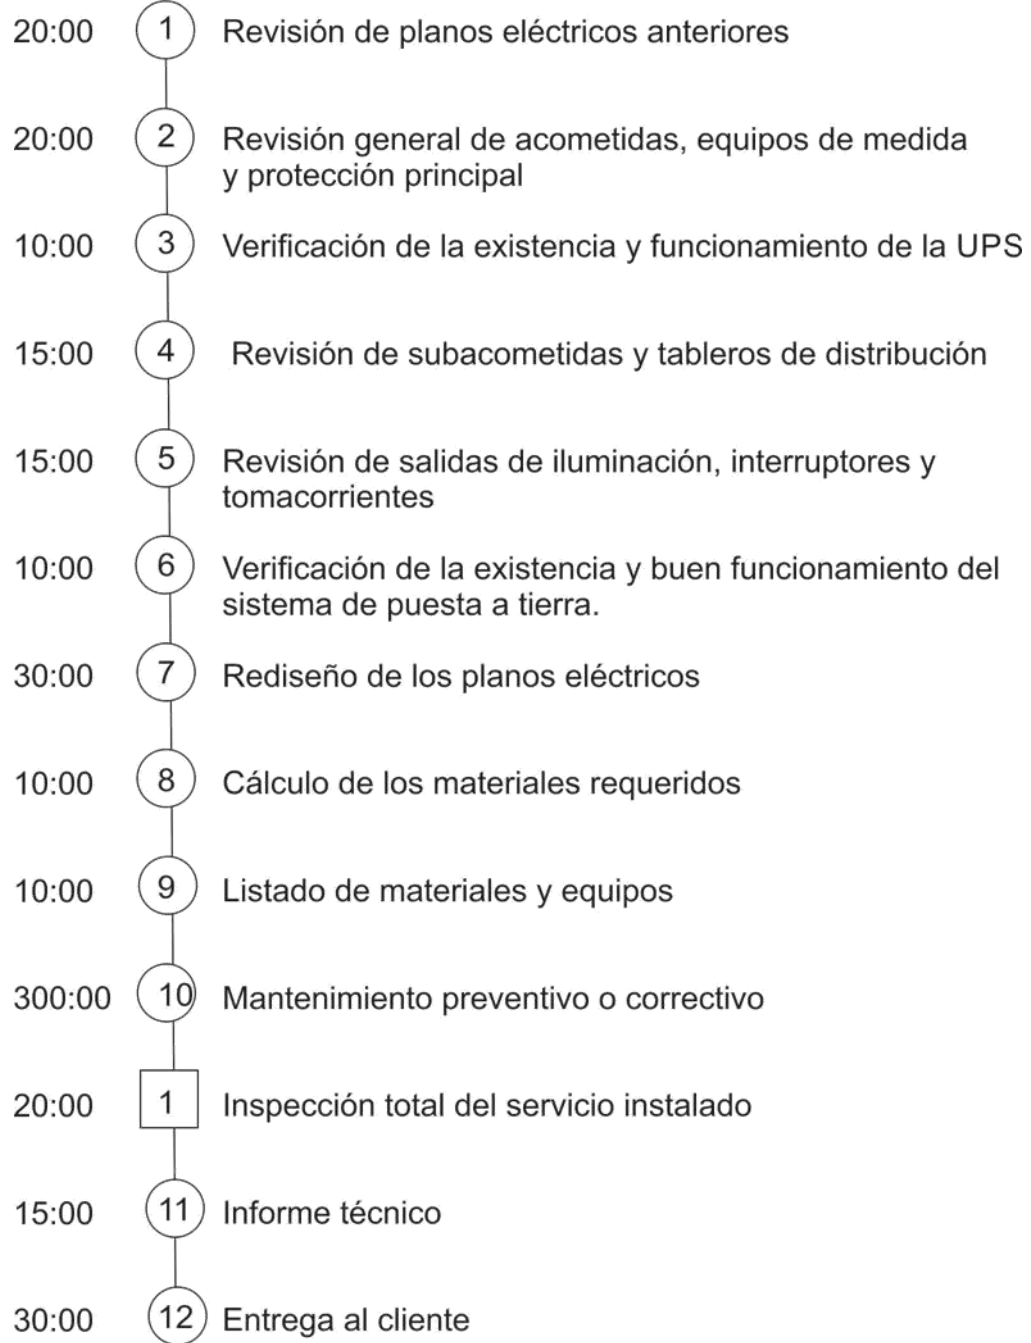 20:00 1 Revisión de planos eléctricos anteriores
20:00 2 Revisión general de acometidas, equipos de medida
y protección principal
10:00 3 Verificación de la existencia y funcionamiento de la UPS
15:00 4 Revisión de subacometidas y tableros de distribución
15:00 5 Revisión de salidas de iluminación, interruptores y
tomacorrientes
10:00 6 Verificación de la existencia y buen funcionamiento del
sistema de puesta a tierra.
30:00 7 Rediseño de los planos eléctricos
10:00 8 Cálculo de los materiales requeridos
10:00 9 Listado de materiales y equipos
300:00 10 Mantenimiento preventivo o correctivo
20:00 1 Inspección total del servicio instalado
15:00 11 Informe técnico
30:00 12 Entrega al cliente